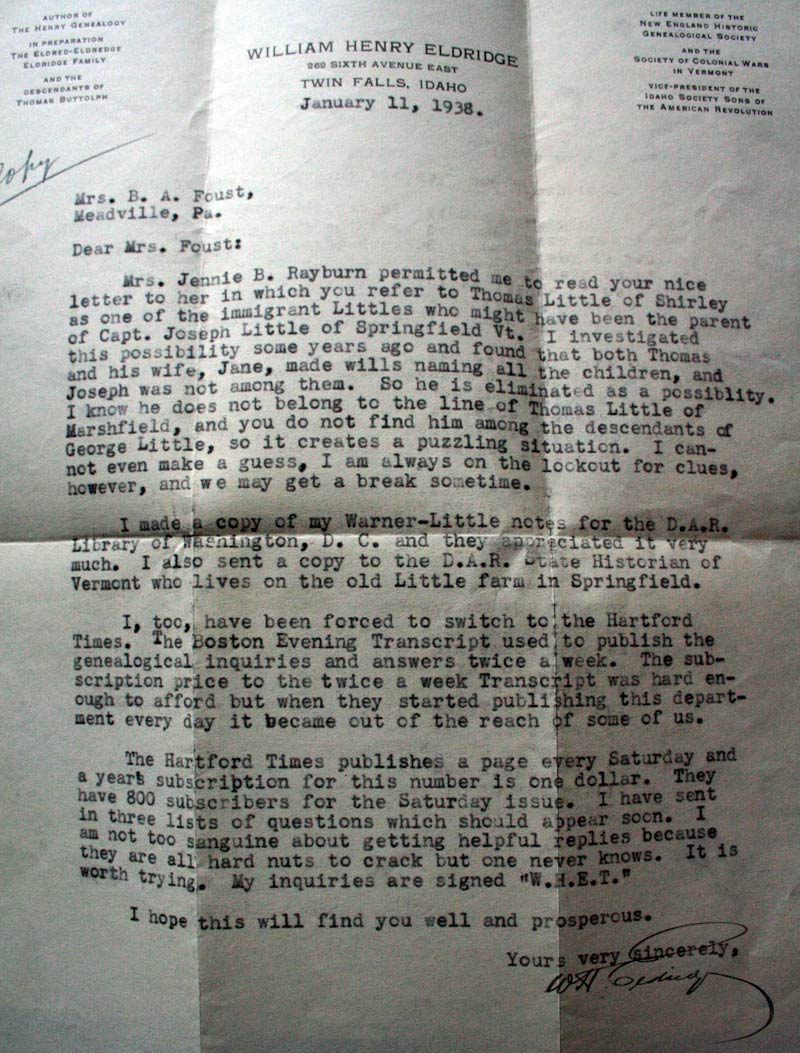 AUTHOR OF
THE HENRY GENEALOGY
IN PREPARATION
THE ELDRED-ELDREDGE
ELDRIDGE FAMILY
AND THE
DESCENDANTS OF
THOMAS BUTTOLPH
WILLIAM HENRY ELDRIDGE
262 SIXTH AVENUE EAST
TWIN FALLS, IDAHO
January 11, 1938.
LIFE MEMBER OF THE
NEW ENGLAND HISTORIC
GENEALOGICAL SOCIETY
AND THE
SOCIETY OF COLONIAL WARS
IN VERMONT
VICE-PRESIDENT OF THE
IDAHO SOCIETY SONS OF
THE AMERICAN REVOLUTION
Copy
Mrs. B. A. Foust,
Meadville, Pa.
Dear Mrs. Foust:
Mrs. Jennie B. Rayburn permitted me to read your nice
letter to her in which you refer to Thomas Little of Shirley
as one of the immigrant Littles who might have been the parent
of Capt. Joseph Little of Springfield Vt. I investigated
this possibility some years ago and found that both Thomas
and his wife, Jane, made wills naming all the children, and
Joseph was not among them. So he is eliminated as a possiblity.
I know he does not belong to the line of Thomas Little of
Marshfield, and you do not find him among the descendants of
George Little, so it creates a puzzling situation. I can-
not even make a guess, I am always on the lookout for clues,
however, and we may get a break sometime.
I made a copy of my Warner-Little notes for the D.A.R.
Library of Washington, D. C. and they appreciated it very
much. I also sent a copy to the D.A.R. State Historian of
Vermont who lives on the old Little farm in Springfield.
I, too, have been forced to switch to the Hartford
Times. The Boston Evening Transcript used to publish the
genealogical inquiries and answers twice a week. The sub-
scription price to the twice a week Transcript was hard en-
ough to afford but when they started publishing this depart-
ment every day it became out of the reach of some of us.
The Hartford Times publishes a page every Saturday and
a years subscription for this number is one dollar. They
have 800 subscribers for the Saturday issue. I have sent
in three lists of questions which should appear soon. I
am not too sanguine about getting helpful replies because
they are all hard nuts to crack but one never knows. It is
worth trying. My inquiries are signed "W.H.E.T."
I hope this will find you well and prosperous.
Yours very sincerely,
WH. Eldridge